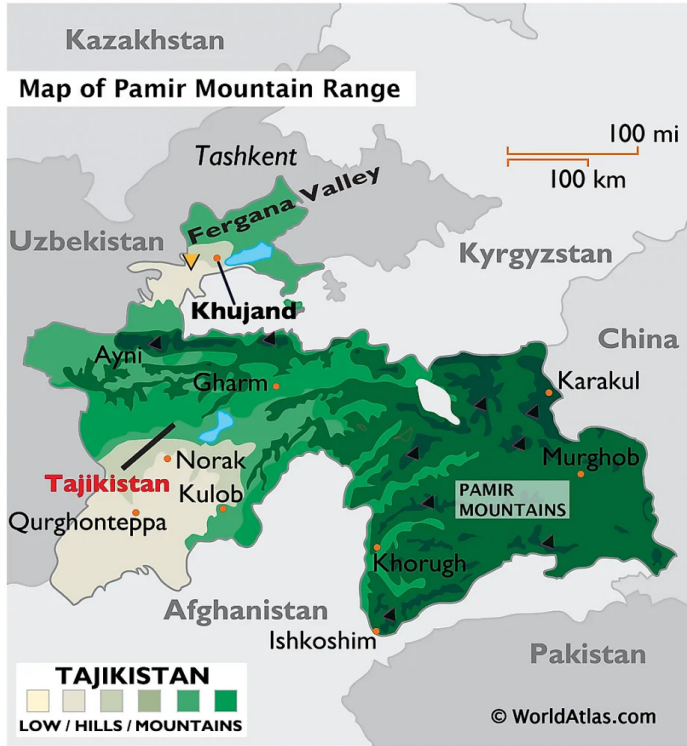 Kazakhstan
Map of Pamir Mountain Range
100 mi
100 km
Tashkent
Fergana Valley
Uzbekistan
Kyrgyzstan
Khujand
China
Ayni
Gharm
Karakul
Norak
Murghob
Tajikistan
Kulob
PAMIR
MOUNTAINS
Qurghonteppa
Khorugh
Afghanistan
Ishkoshim
Pakistan
TAJIKISTAN
LOW / HILLS / MOUNTAINS
© WorldAtlas.com